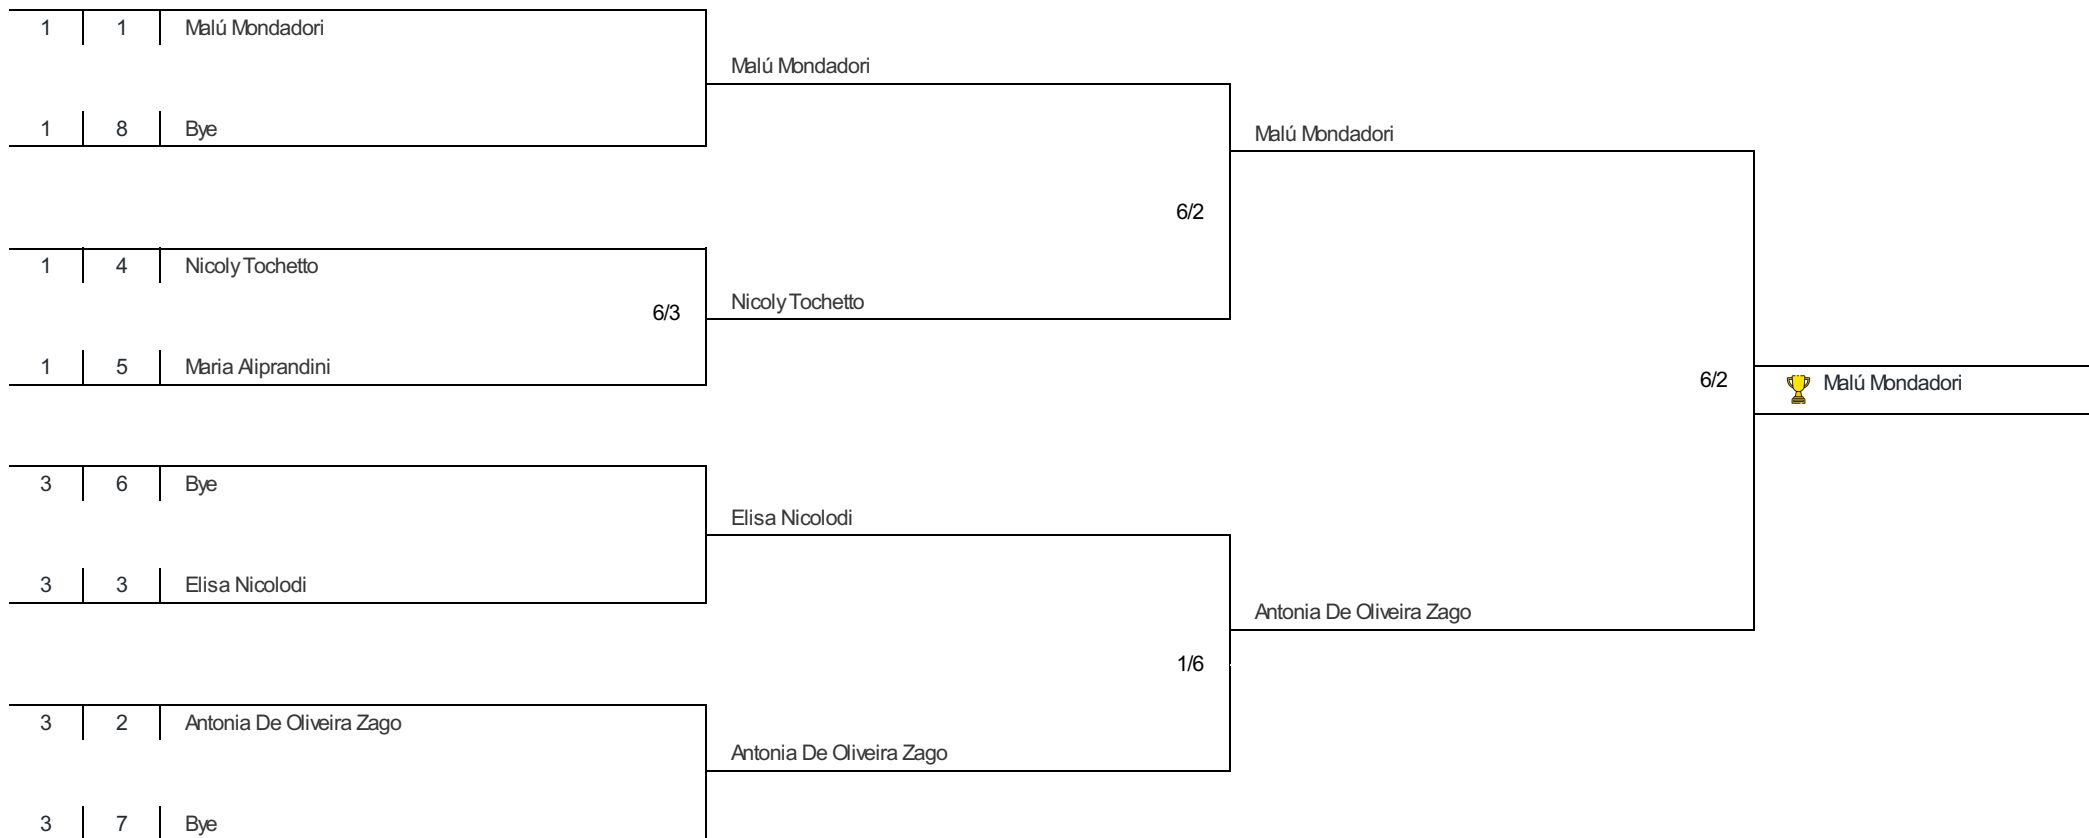 1 1 Malú Mondadori
Malú Mondadori
1 8 Bye
Malú Mondadori
6/2
1 4 Nicoly Tochetto
Nicoly Tochetto
6/3
1 5 Maria Aliprandini
6/2
Malú Mondadori
3 6 Bye
Elisa Nicolodi
3 3 Elisa Nicolodi
Antonia De Oliveira Zago
1/6
3 2 Antonia De Oliveira Zago
Antonia De Oliveira Zago
3 7 Bye